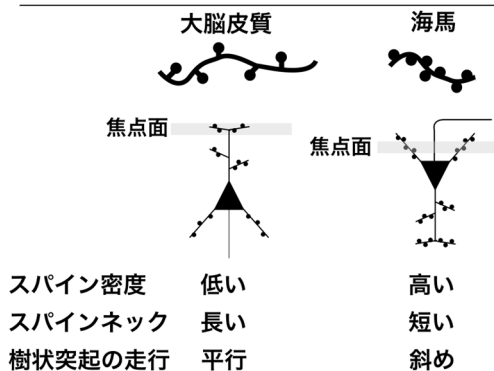 大脳皮質 海馬
焦点面
焦点面
スパイン密度 低い 高い
スパインネック 長い 短い
樹状突起の走行 平行 斜め